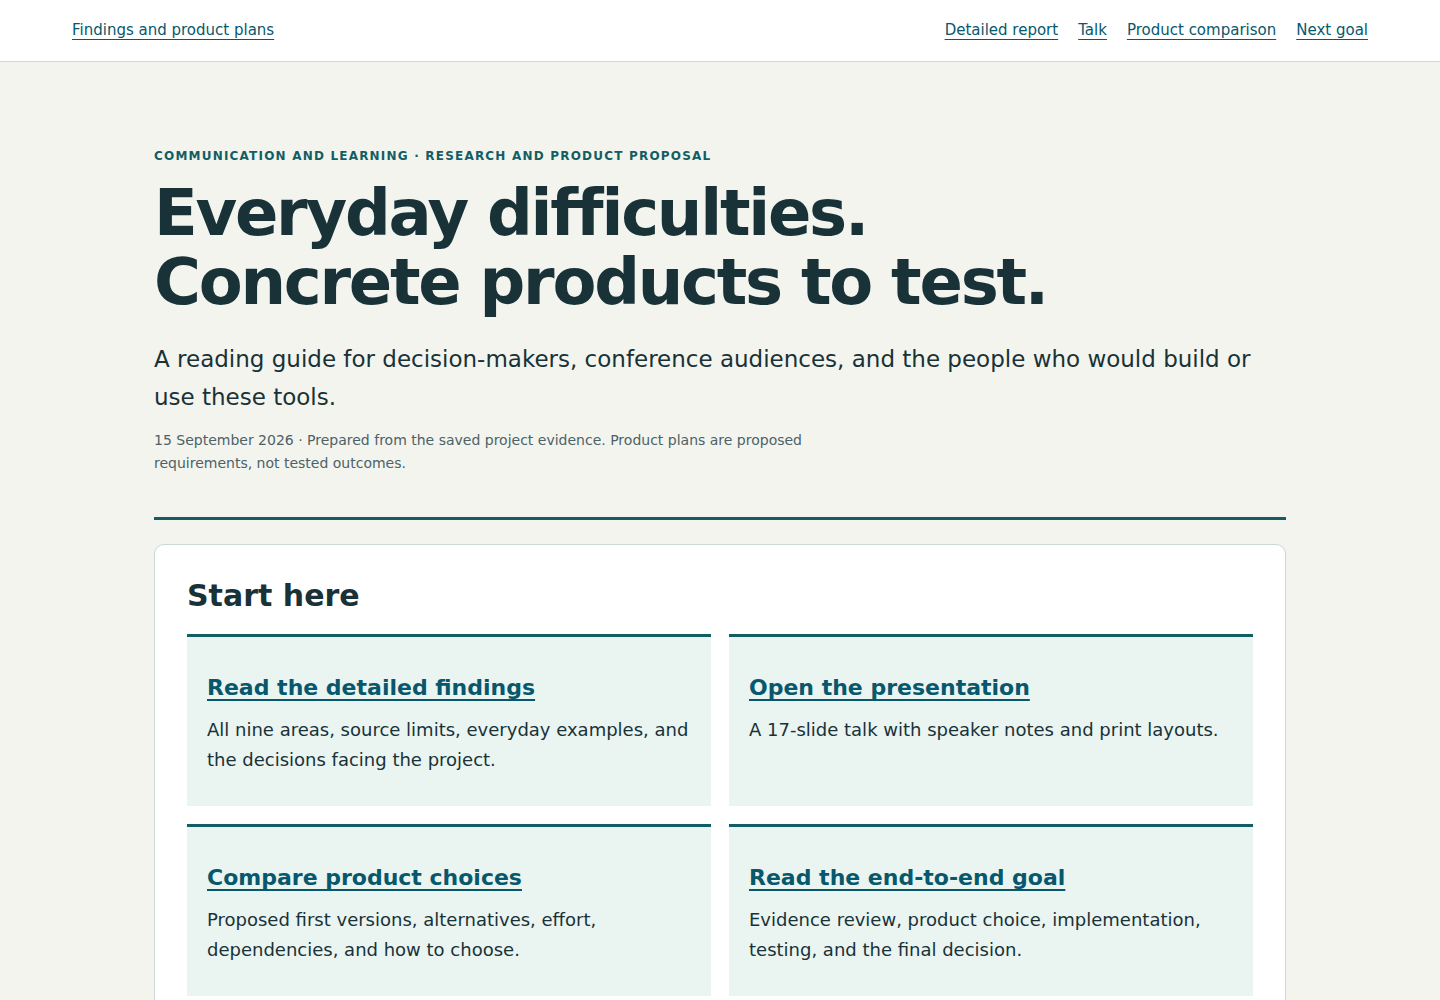 Findings and product plans
Detailed report
Talk
Product comparison
Next goal
COMMUNICATION AND LEARNING · RESEARCH AND PRODUCT PROPOSAL
Everyday difficulties.
Concrete products to test.
A reading guide for decision-makers, conference audiences, and the people who would build or
use these tools.
15 September 2026 · Prepared from the saved project evidence. Product plans are proposed
requirements, not tested outcomes.
Start here
Read the detailed findings
All nine areas, source limits, everyday examples, and
the decisions facing the project.
Open the presentation
A 17-slide talk with speaker notes and print layouts.
Compare product choices
Proposed first versions, alternatives, effort,
dependencies, and how to choose.
Read the end-to-end goal
Evidence review, product choice, implementation,
testing, and the final decision.